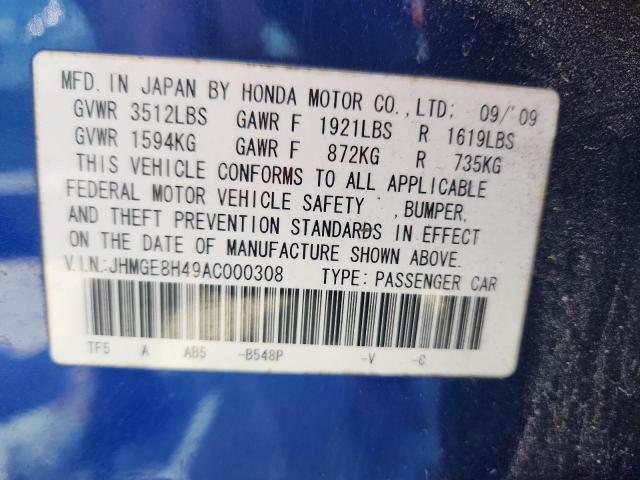 MFD. IN JAPAN BY HONDA MOTOR CO.,LTD; 09/'09
GVWR 3512LBS GAWR F 1921LBS R 1619LBS
GVWR 1594KG GAWR F 872KG R 735KG
THIS VEHICLE CONFORMS TO ALL APPLICABLE
FEDERAL MOTOR VEHICLE SAFETY ,BUMPER,
AND THEFT PREVENTION STANDARDS IN EFFECT
ON THE DATE OF MANUFACTURE SHOWN ABOVE.
V.I.N.:JHMGE8H49AC000308 TYPE: PASSENGER CAR
TF5 A AB5 -B548P -V -C